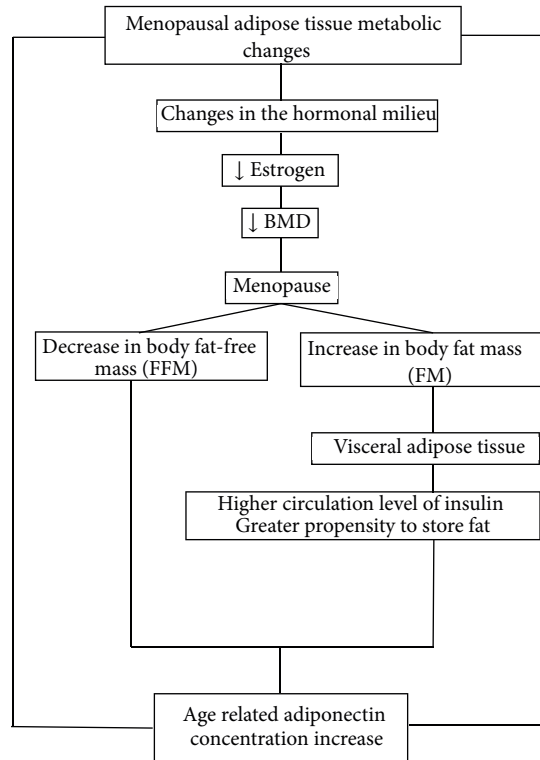 Menopausal adipose tissue metabolic
changes
Changes in the hormonal milieu
↓ Estrogen
↓ BMD
Menopause
Decrease in body fat-free
mass (FFM)
Increase in body fat mass
(FM)
Visceral adipose tissue
Higher circulation level of insulin
Greater propensity to store fat
Age related adiponectin
concentration increase